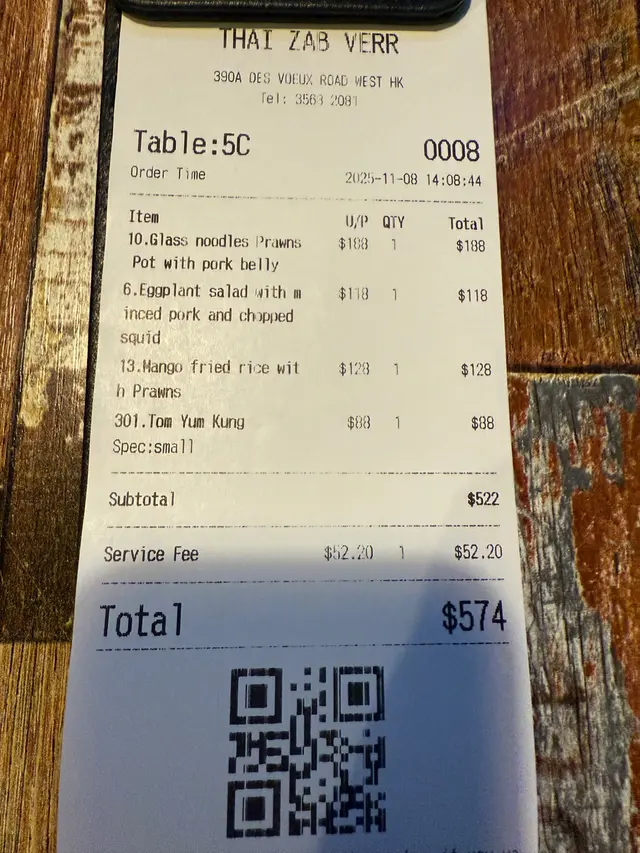 THAI ZAB VERR
390A DES VOEUX ROAD WEST HK
Tel: 3563 2081
Table:5C 0008
Order Time 2025-11-08 14:08:44
Item U/P QTY Total
10.Glass noodles Prawns $188 1 $188
Pot with pork belly
6.Eggplant salad with m $118 1 $118
inced pork and chopped
squid
13.Mango fried rice wit $128 1 $128
h Prawns
301.Tom Yum Kung $88 1 $88
Spec:small
Subtotal $522
Service Fee $52.20 1 $52.20
Total $574